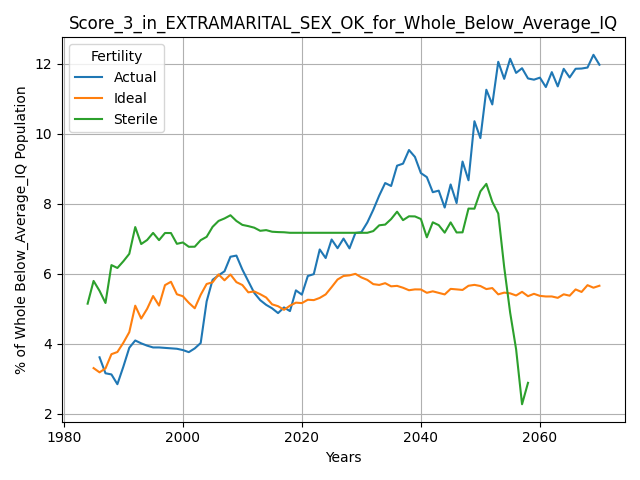 Score_3_in_EXTRAMARITAL_SEX_OK_for_Whole_Below_Average_IQ
Fertility
Actual
Ideal
Sterile
% of Whole Below_Average_IQ Population
12
10
8
6
4
2
1980
2000
2020
2040
2060
Years